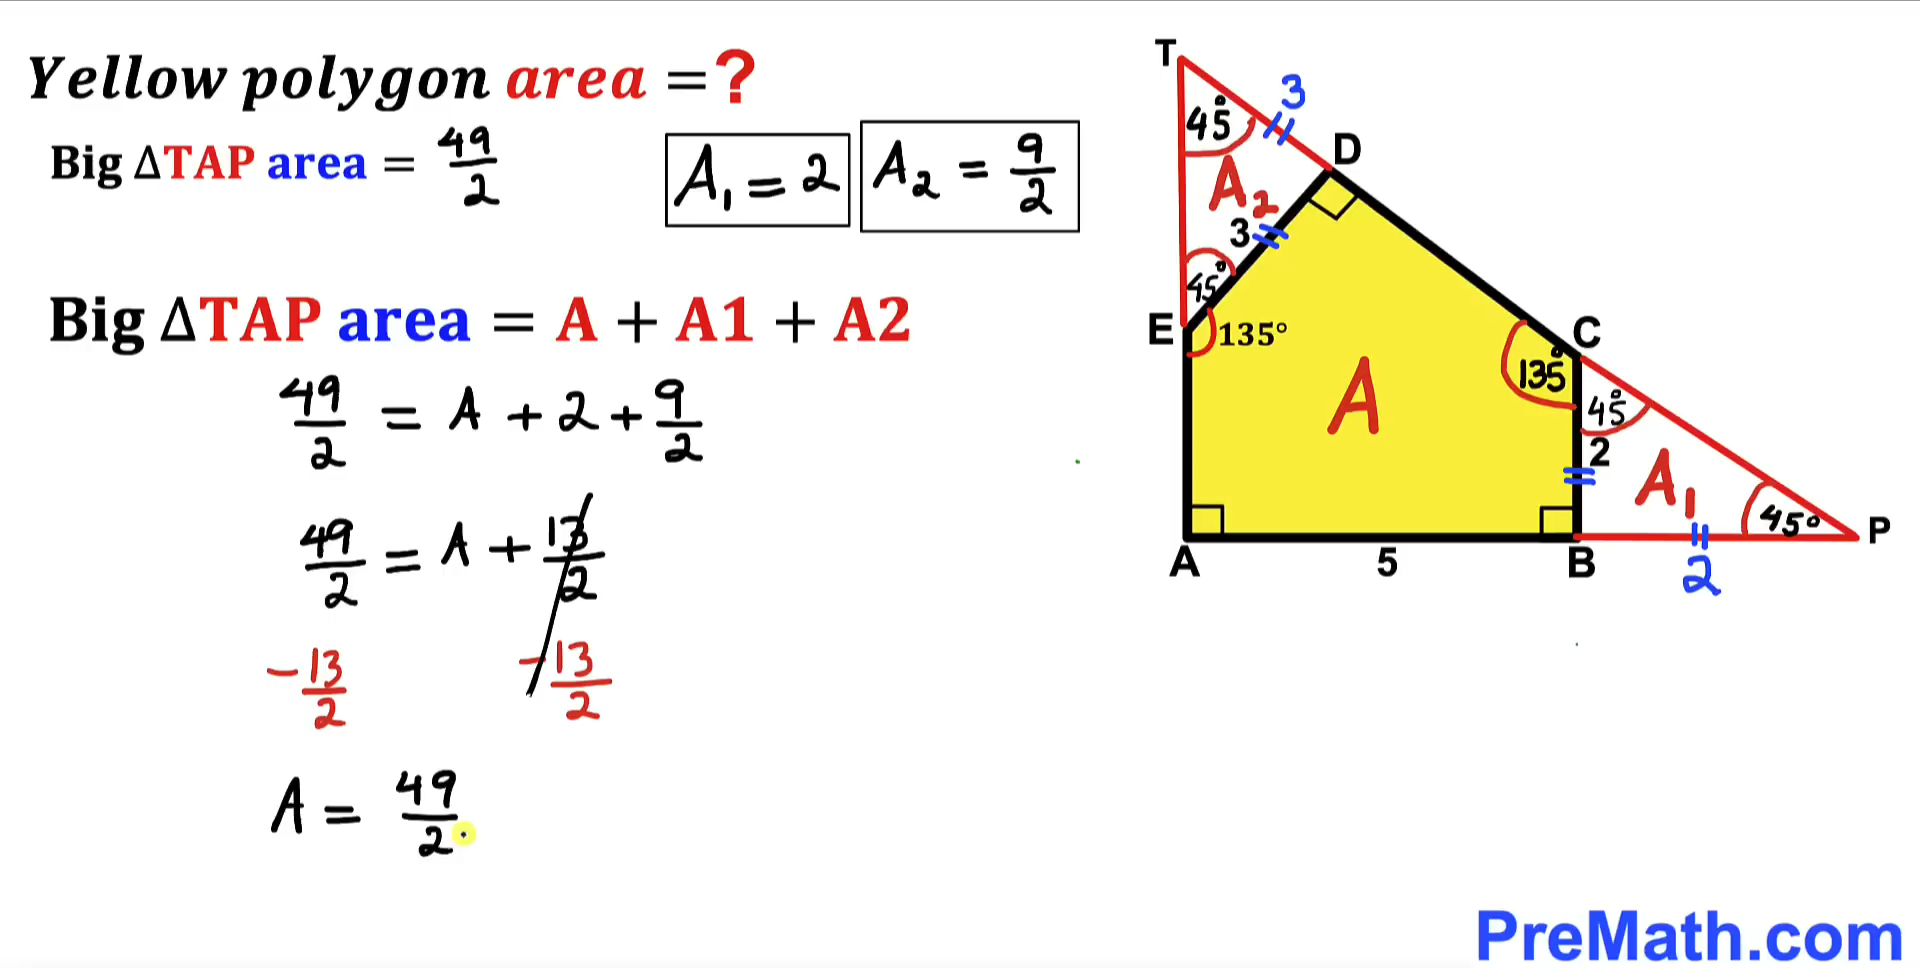 Yellow polygon area =?
Big ΔTAP area = 49/2
A₁ = 2
A₂ = 9/2
Big ΔTAP area = A + A1 + A2
49/2 = A + 2 + 9/2
49/2 = A + 13/2
-13/2 -13/2
A = 49/2
T
3
45°
D
A₂
3
45°
E
135°
C
135°
A
45°
2
A₁
45°
P
A
5
B
2
PreMath.com